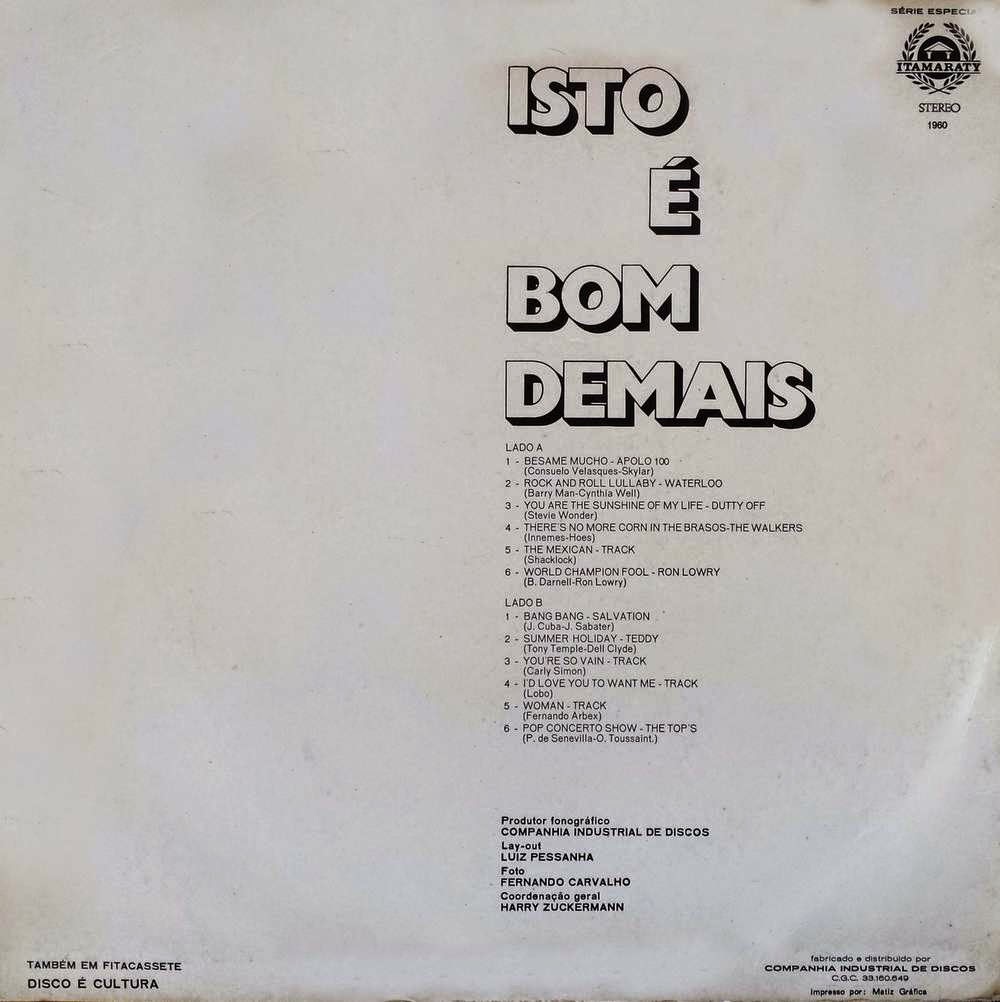 SÉRIE ESPECIA
ITAMARATY
STEREO
1960
ISTO
É
BOM
DEMAIS
LADO A
1 - BESAME MUCHO - APOLO 100
(Consuelo Velasques-Skylar)
2 - ROCK AND ROLL LULLABY - WATERLOO
(Barry Man-Cynthia Well)
3 - YOU ARE THE SUNSHINE OF MY LIFE - DUTTY OFF
(Stevie Wonder)
4 - THERE'S NO MORE CORN IN THE BRASOS-THE WALKERS
(Innemes-Hoes)
5 - THE MEXICAN - TRACK
(Shacklock)
6 - WORLD CHAMPION FOOL - RON LOWRY
(B. Darnell-Ron Lowry)
LADO B
1 - BANG BANG - SALVATION
(J. Cuba-J. Sabater)
2 - SUMMER HOLIDAY - TEDDY
(Tony Temple-Dell Clyde)
3 - YOU'RE SO VAIN - TRACK
(Carly Simon)
4 - I'D LOVE YOU TO WANT ME - TRACK
(Lobo)
5 - WOMAN - TRACK
(Fernando Arbex)
6 - POP CONCERTO SHOW - THE TOP'S
(P. de Senevilla-O. Toussaint.)
Produtor fonográfico
COMPANHIA INDUSTRIAL DE DISCOS
Lay-out
LUIZ PESSANHA
Foto
FERNANDO CARVALHO
Coordenação geral
HARRY ZUCKERMANN
TAMBÉM EM FITACASSETE
DISCO É CULTURA
fabricado e distribuido por
COMPANHIA INDUSTRIAL DE DISCOS
C.G.C. 33.160.649
Impresso por: Matiz Gráfica